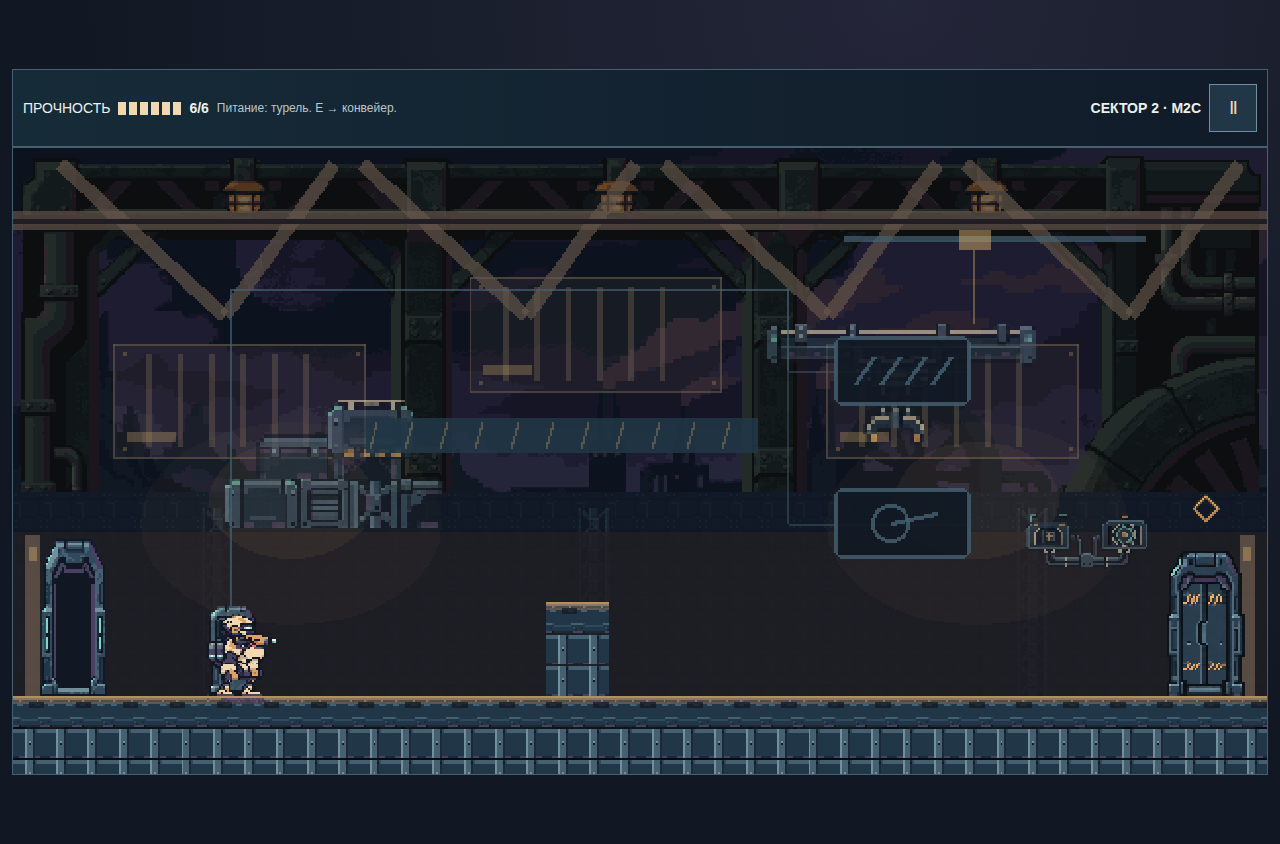 ПРОЧНОСТЬ 6/6 Питание: турель. E → конвейер.
СЕКТОР 2 · M2C